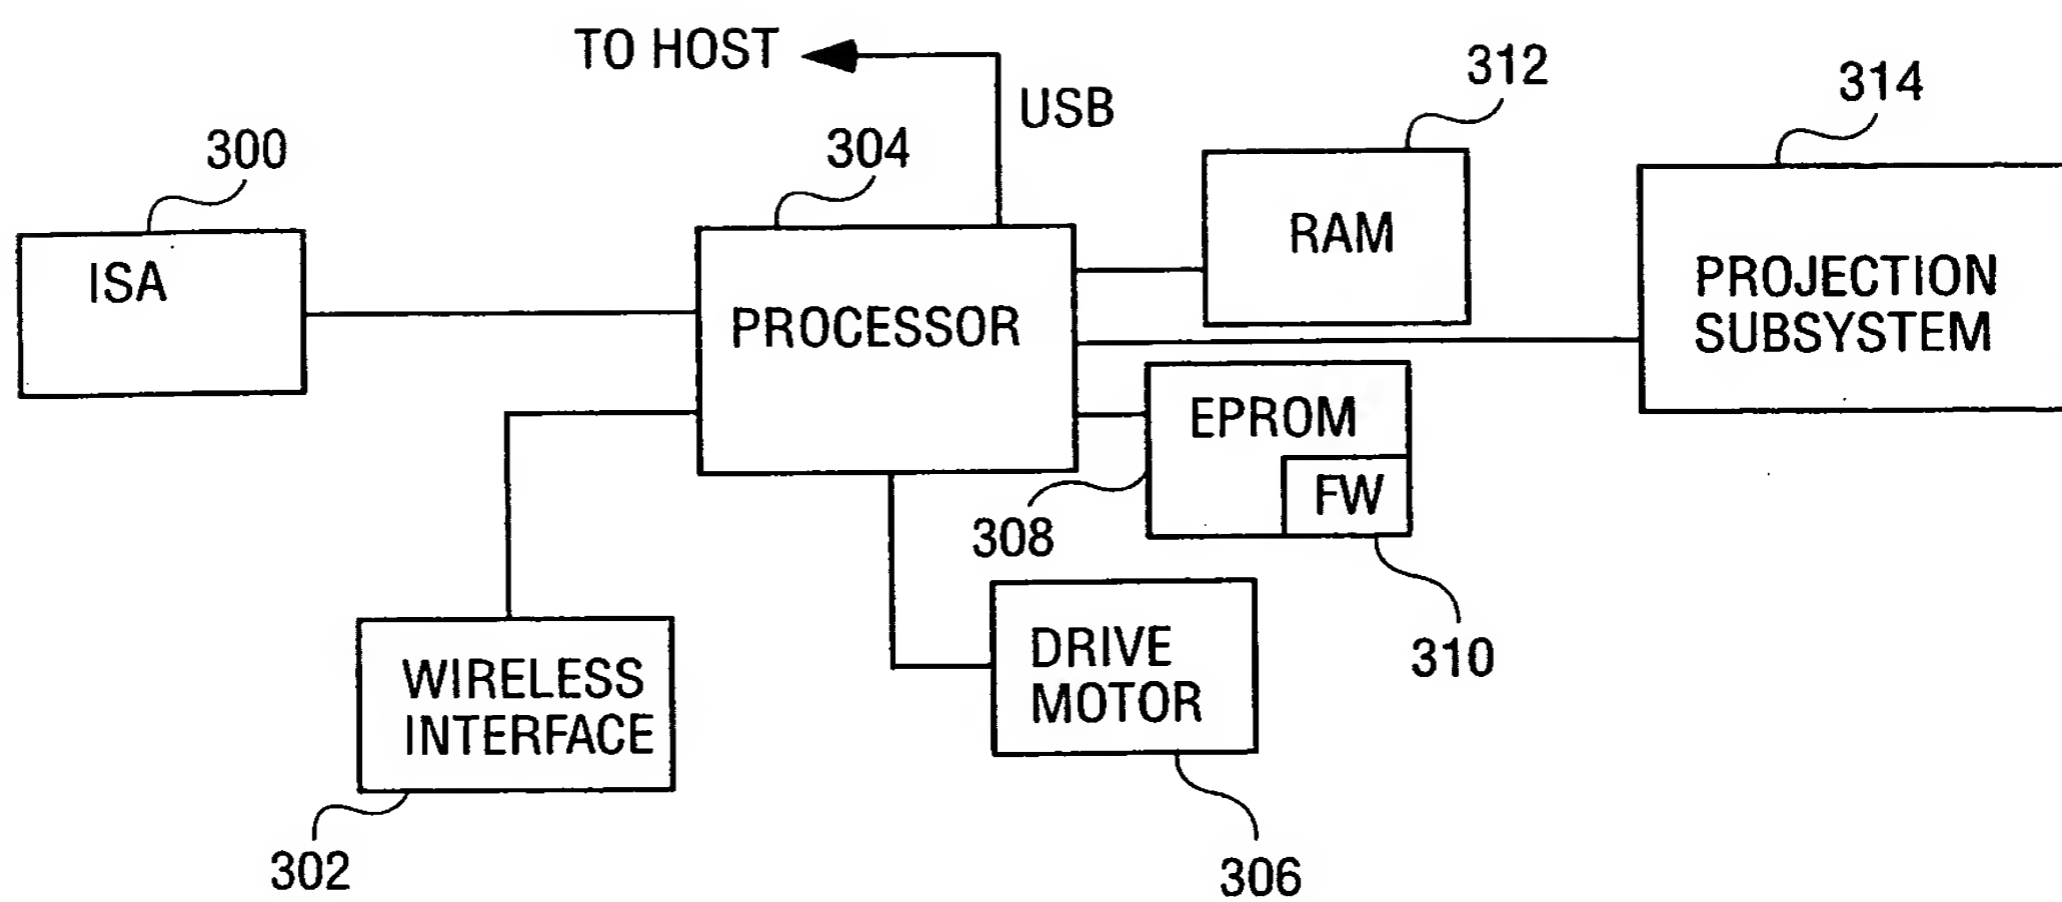 TO HOST
USB
312
314
300
304
ISA
RAM
PROCESSOR
PROJECTION
SUBSYSTEM
EPROM
FW
308
310
DRIVE
MOTOR
WIRELESS
INTERFACE
302
306